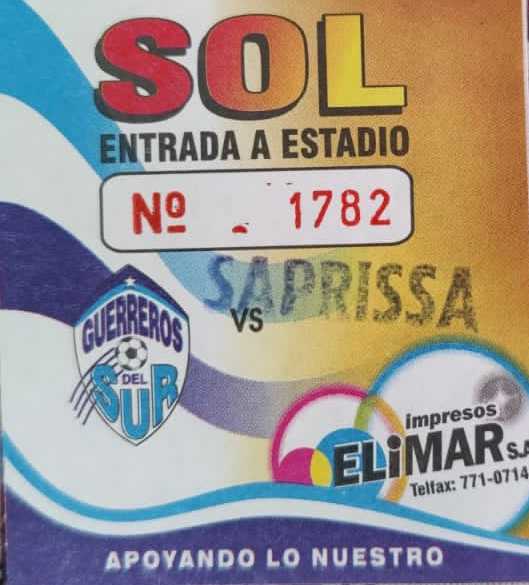 SOL
ENTRADA A ESTADIO
Nº 1782
SAPRISSA
VS
GUERREROS
DEL
SUR
impresos
ELiMAR S.A
Telfax: 771-0714
APOYANDO LO NUESTRO